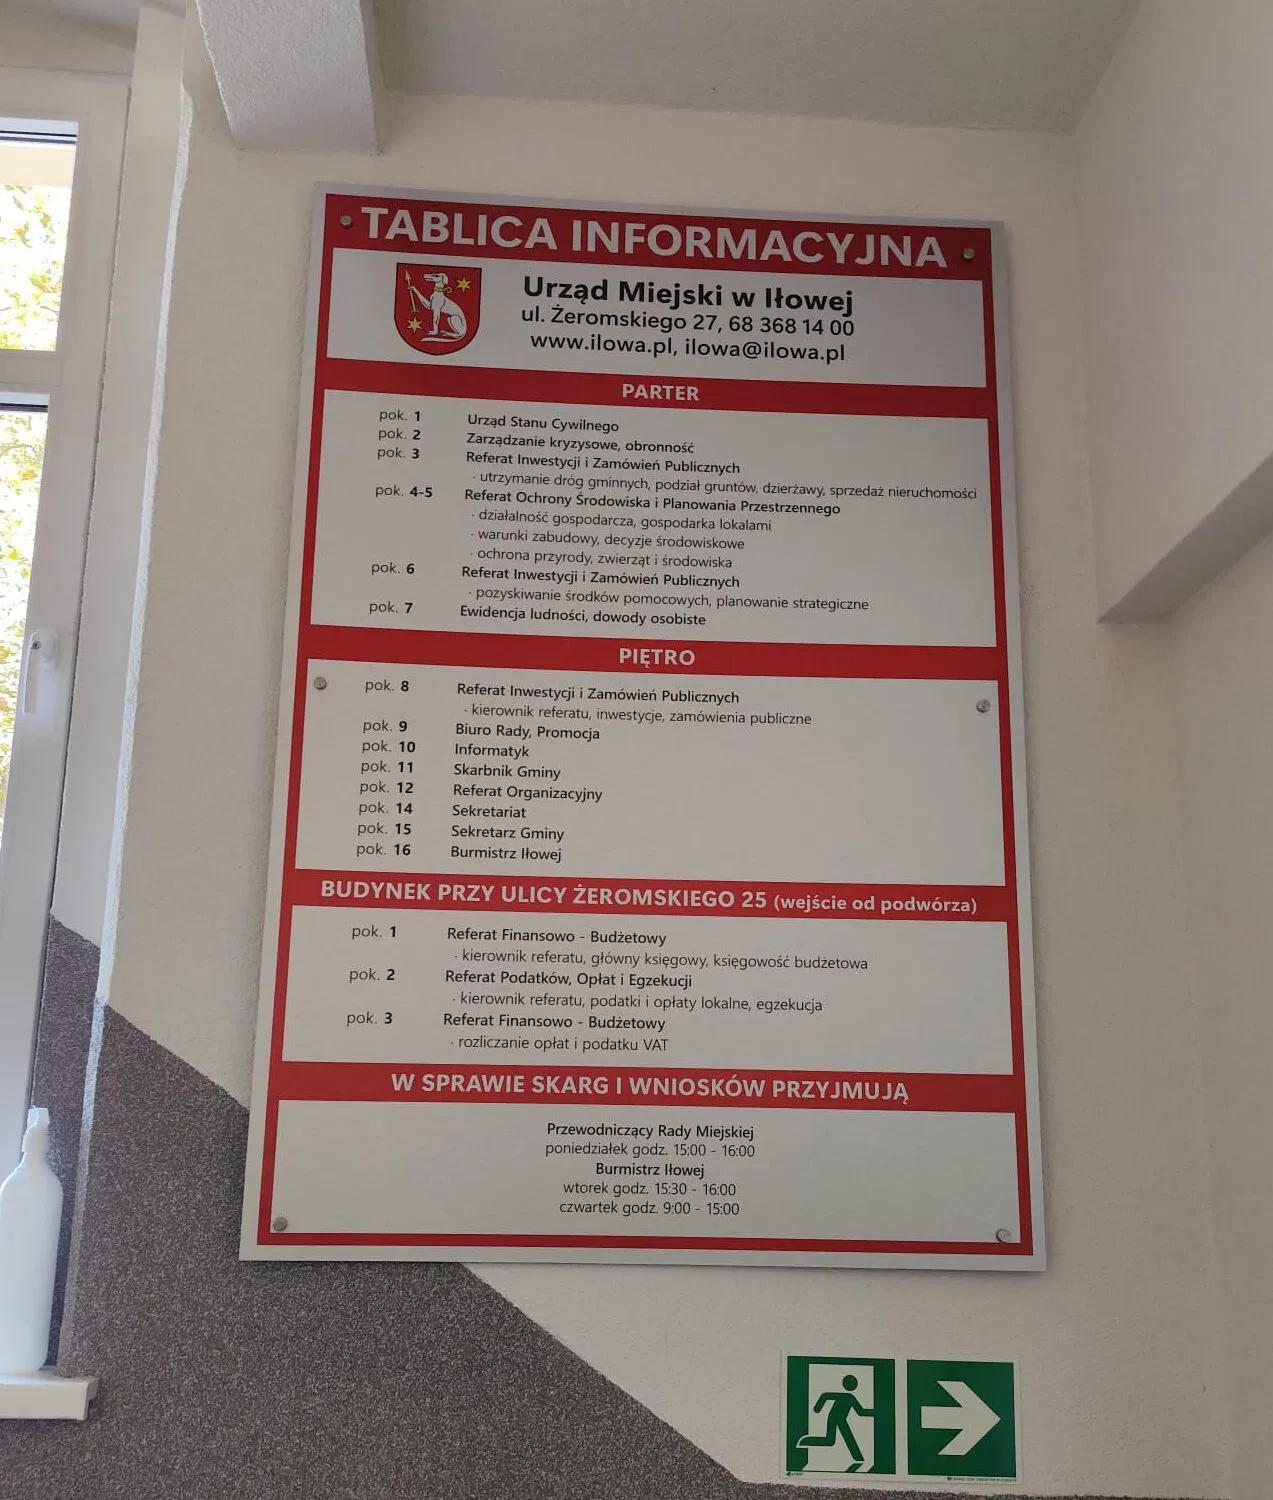 TABLICA INFORMACYJNA
Urząd Miejski w Iłowej
ul. Żeromskiego 27, 68 368 14 00
www.ilowa.pl, ilowa@ilowa.pl
PARTER
pok. 1 Urząd Stanu Cywilnego
pok. 2 Zarządzanie kryzysowe, obronność
pok. 3 Referat Inwestycji i Zamówień Publicznych
· utrzymanie dróg gminnych, podział gruntów, dzierżawy, sprzedaż nieruchomości
pok. 4-5 Referat Ochrony Środowiska i Planowania Przestrzennego
· działalność gospodarcza, gospodarka lokalami
· warunki zabudowy, decyzje środowiskowe
· ochrona przyrody, zwierząt i środowiska
pok. 6 Referat Inwestycji i Zamówień Publicznych
· pozyskiwanie środków pomocowych, planowanie strategiczne
pok. 7 Ewidencja ludności, dowody osobiste
PIĘTRO
pok. 8 Referat Inwestycji i Zamówień Publicznych
· kierownik referatu, inwestycje, zamówienia publiczne
pok. 9 Biuro Rady, Promocja
pok. 10 Informatyk
pok. 11 Skarbnik Gminy
pok. 12 Referat Organizacyjny
pok. 14 Sekretariat
pok. 15 Sekretarz Gminy
pok. 16 Burmistrz Iłowej
BUDYNEK PRZY ULICY ŻEROMSKIEGO 25 (wejście od podwórza)
pok. 1 Referat Finansowo - Budżetowy
· kierownik referatu, główny księgowy, księgowość budżetowa
pok. 2 Referat Podatków, Opłat i Egzekucji
· kierownik referatu, podatki i opłaty lokalne, egzekucja
pok. 3 Referat Finansowo - Budżetowy
· rozliczanie opłat i podatku VAT
W SPRAWIE SKARG I WNIOSKÓW PRZYJMUJĄ
Przewodniczący Rady Miejskiej
poniedziałek godz. 15:00 - 16:00
Burmistrz Iłowej
wtorek godz. 15:30 - 16:00
czwartek godz. 9:00 - 15:00